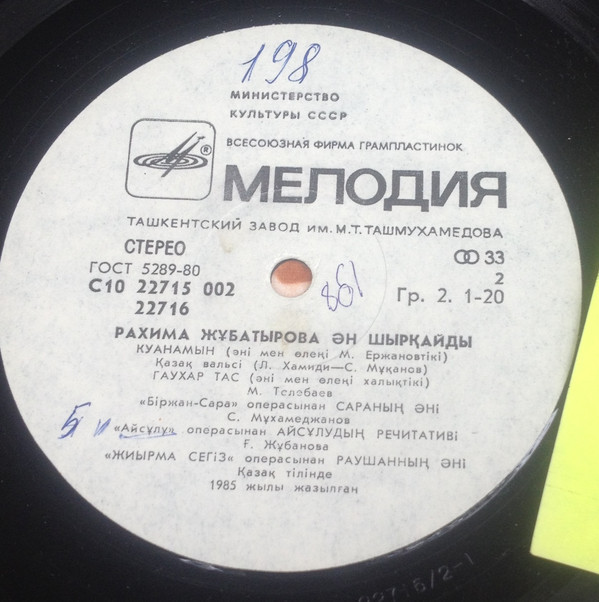 198
МИНИСТЕРСТВО
КУЛЬТУРЫ СССР
ВСЕСОЮЗНАЯ ФИРМА ГРАМПЛАСТИНОК
®
МЕЛОДИЯ
ТАШКЕНТСКИЙ ЗАВОД ИМ. М.Т. ТАШМУХАМЕДОВА
СТЕРЕО
33
ГОСТ 5289-80
2
С10 22715 002
Гр. 2. 1-20
22716
РАХИМА ЖҰБАТЫРОВА ӘН ШЫРҚАЙДЫ
КУАНАМЫН (әні мен өлеңі М. Ержановтікі)
Қазақ вальсі (Л. Хамиди—С. Мұқанов)
ГАУХАР ТАС (әні мен өлеңі халықтікі)
М. Төлебаев
«Біржан-Сара» операсынан САРАНЫҢ ӘНІ
С. Мұхамеджанов
«Айсұлу» операсынан АЙСҰЛУДЫҢ РЕЧИТАТИВІ
Ғ. Жұбанова
«ЖИЫРМА СЕГІЗ» операсынан РАУШАННЫҢ ӘНІ
Қазақ тілінде
1985 жылы жазылған